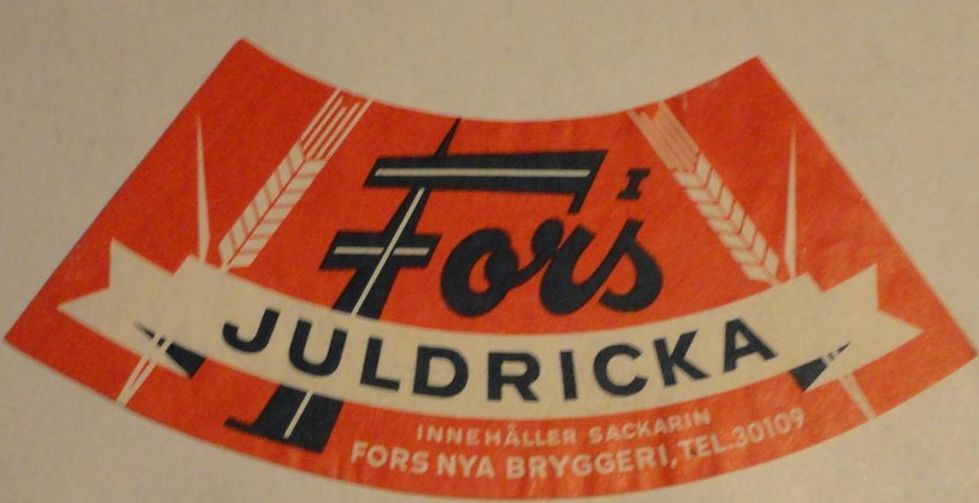 Fors
I
JULDRICKA
INNEHÅLLER SACKARIN
FORS NYA BRYGGERI, TEL. 30109